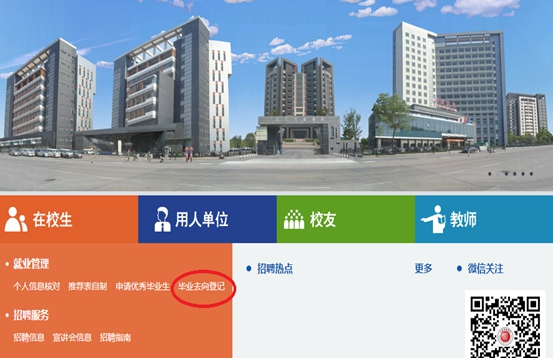 在校生 用人单位 校友 教师
就业管理
个人信息核对 推荐表自制 申请优秀毕业生 毕业去向登记
招聘服务
招聘信息 宣讲会信息 招聘指南
招聘热点 更多 微信关注